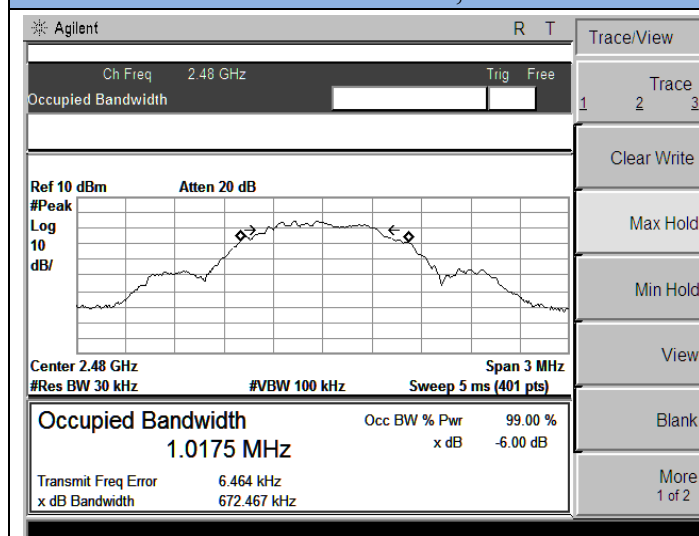 Agilent R T
Ch Freq 2.48 GHz Trig Free
Occupied Bandwidth
Ref 10 dBm Atten 20 dB
#Peak
Log
10
dB/
Center 2.48 GHz Span 3 MHz
#Res BW 30 kHz #VBW 100 kHz Sweep 5 ms (401 pts)
Occupied Bandwidth Occ BW % Pwr 99.00 %
1.0175 MHz x dB -6.00 dB
Transmit Freq Error 6.464 kHz
x dB Bandwidth 672.467 kHz
Trace/View
Trace
1 2 3
Clear Write
Max Hold
Min Hold
View
Blank
More
1 of 2